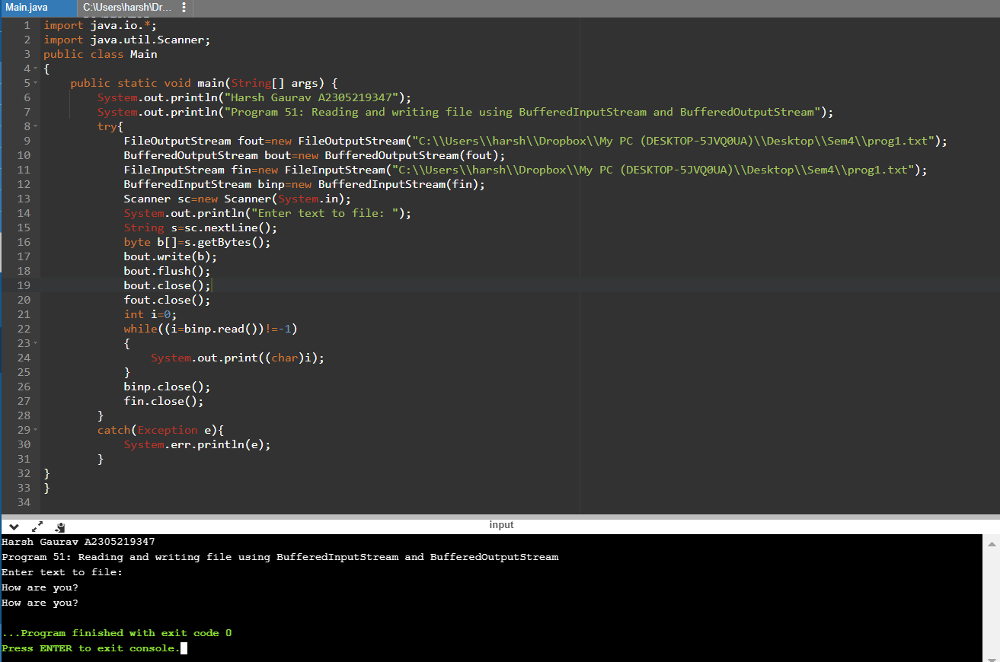 Main.java C:\Users\harsh\Dr... ⋮
1 import java.io.*;
2 import java.util.Scanner;
3 public class Main
4 {
5     public static void main(String[] args) {
6         System.out.println("Harsh Gaurav A2305219347");
7         System.out.println("Program 51: Reading and writing file using BufferedInputStream and BufferedOutputStream");
8         try{
9             FileOutputStream fout=new FileOutputStream("C:\\Users\\harsh\\Dropbox\\My PC (DESKTOP-5JVQ0UA)\\Desktop\\Sem4\\prog1.txt");
10             BufferedOutputStream bout=new BufferedOutputStream(fout);
11             FileInputStream fin=new FileInputStream("C:\\Users\\harsh\\Dropbox\\My PC (DESKTOP-5JVQ0UA)\\Desktop\\Sem4\\prog1.txt");
12             BufferedInputStream binp=new BufferedInputStream(fin);
13             Scanner sc=new Scanner(System.in);
14             System.out.println("Enter text to file: ");
15             String s=sc.nextLine();
16             byte b[]=s.getBytes();
17             bout.write(b);
18             bout.flush();
19             bout.close();
20             fout.close();
21             int i=0;
22             while((i=binp.read())!=-1)
23             {
24                 System.out.print((char)i);
25             }
26             binp.close();
27             fin.close();
28         }
29         catch(Exception e){
30             System.err.println(e);
31         }
32 }
33 }
34
input
Harsh Gaurav A2305219347
Program 51: Reading and writing file using BufferedInputStream and BufferedOutputStream
Enter text to file:
How are you?
How are you?
...Program finished with exit code 0
Press ENTER to exit console.